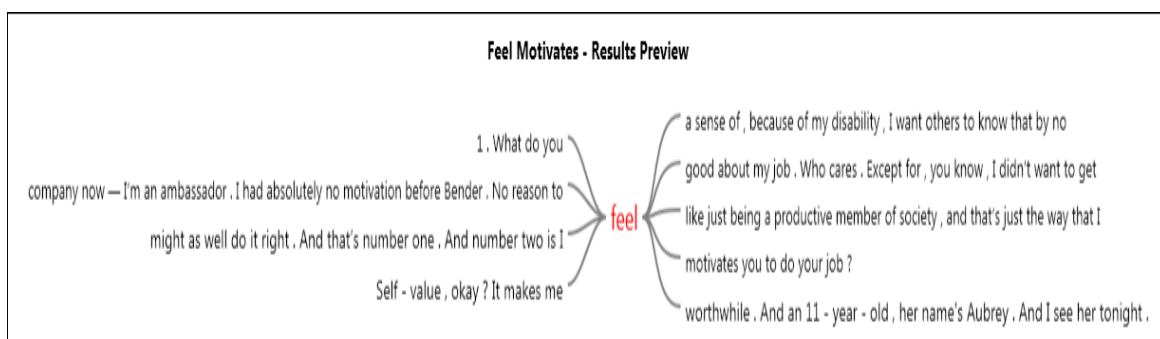 Feel Motivates - Results Preview
1 . What do you
company now — I'm an ambassador . I had absolutely no motivation before Bender . No reason to
might as well do it right . And that's number one . And number two is I
Self - value , okay ? It makes me
feel
a sense of , because of my disability , I want others to know that by no
good about my job . Who cares . Except for , you know , I didn't want to get
like just being a productive member of society , and that's just the way that I
motivates you to do your job ?
worthwhile . And an 11 - year - old , her name's Aubrey . And I see her tonight .